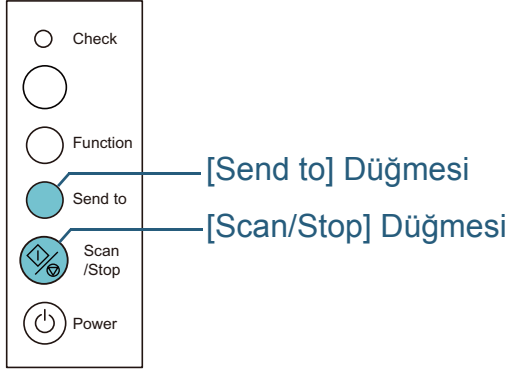 Check
Function
[Send to] Düğmesi
Send to
[Scan/Stop] Düğmesi
Scan
/Stop
Power